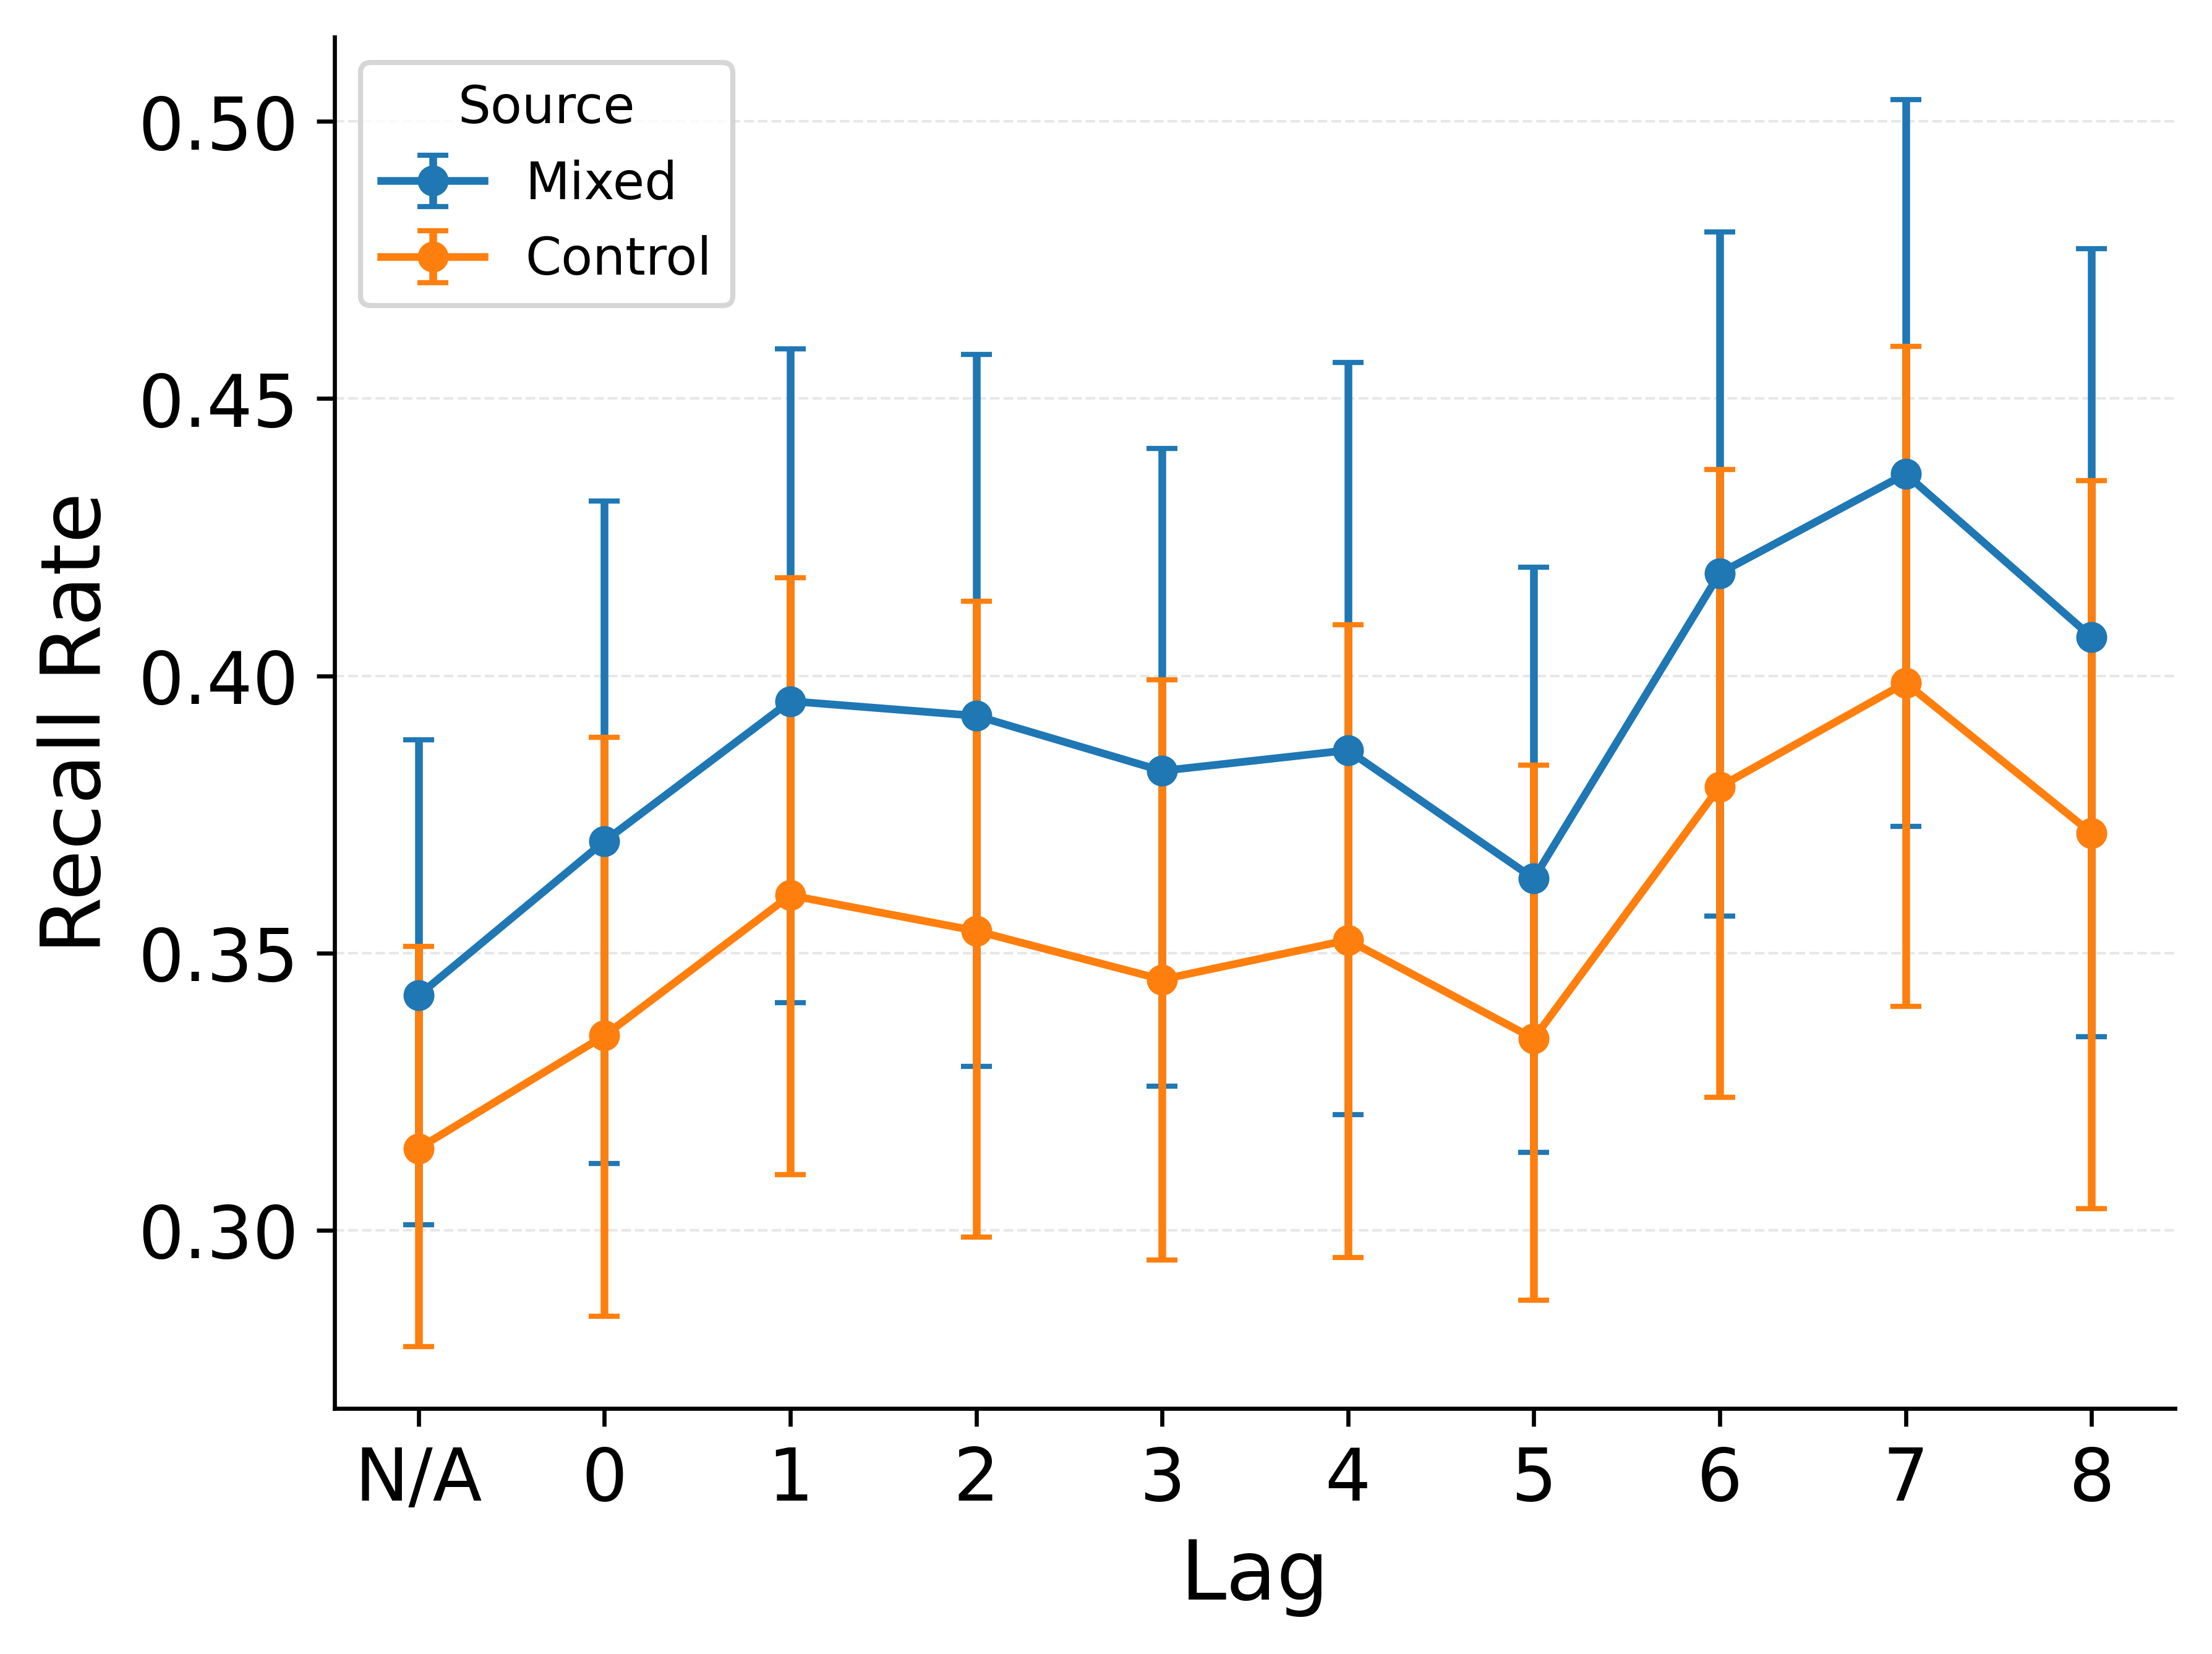 Source
Mixed
Control
0.50
0.45
0.40
0.35
0.30
Recall Rate
N/A 0 1 2 3 4 5 6 7 8
Lag